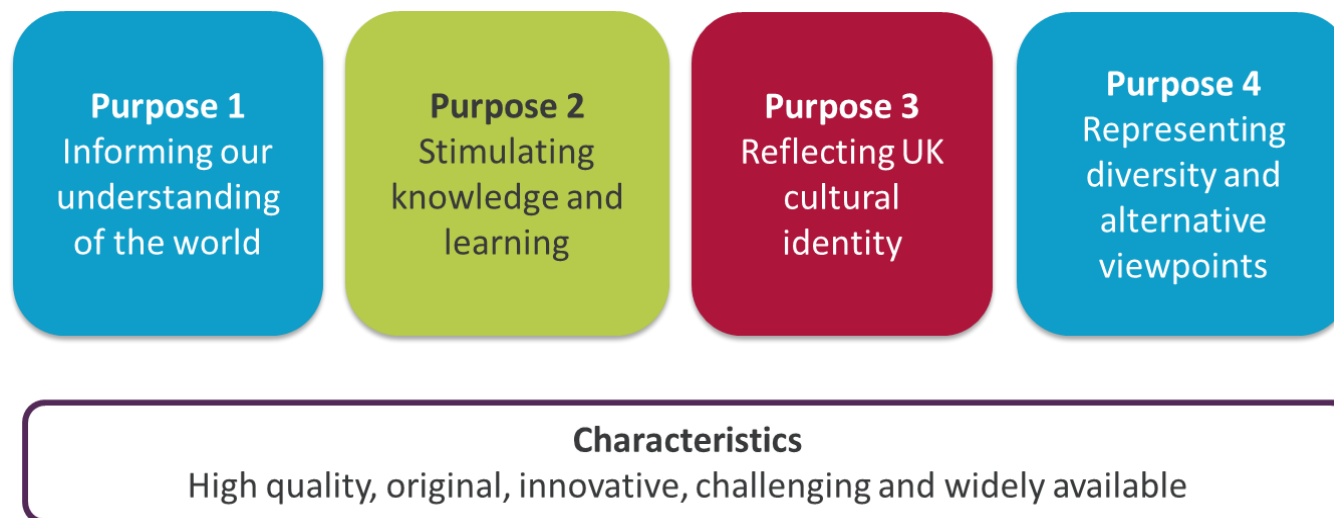 Purpose 1
Informing our
understanding
of the world
Purpose 2
Stimulating
knowledge and
learning
Purpose 3
Reflecting UK
cultural
identity
Purpose 4
Representing
diversity and
alternative
viewpoints
Characteristics
High quality, original, innovative, challenging and widely available